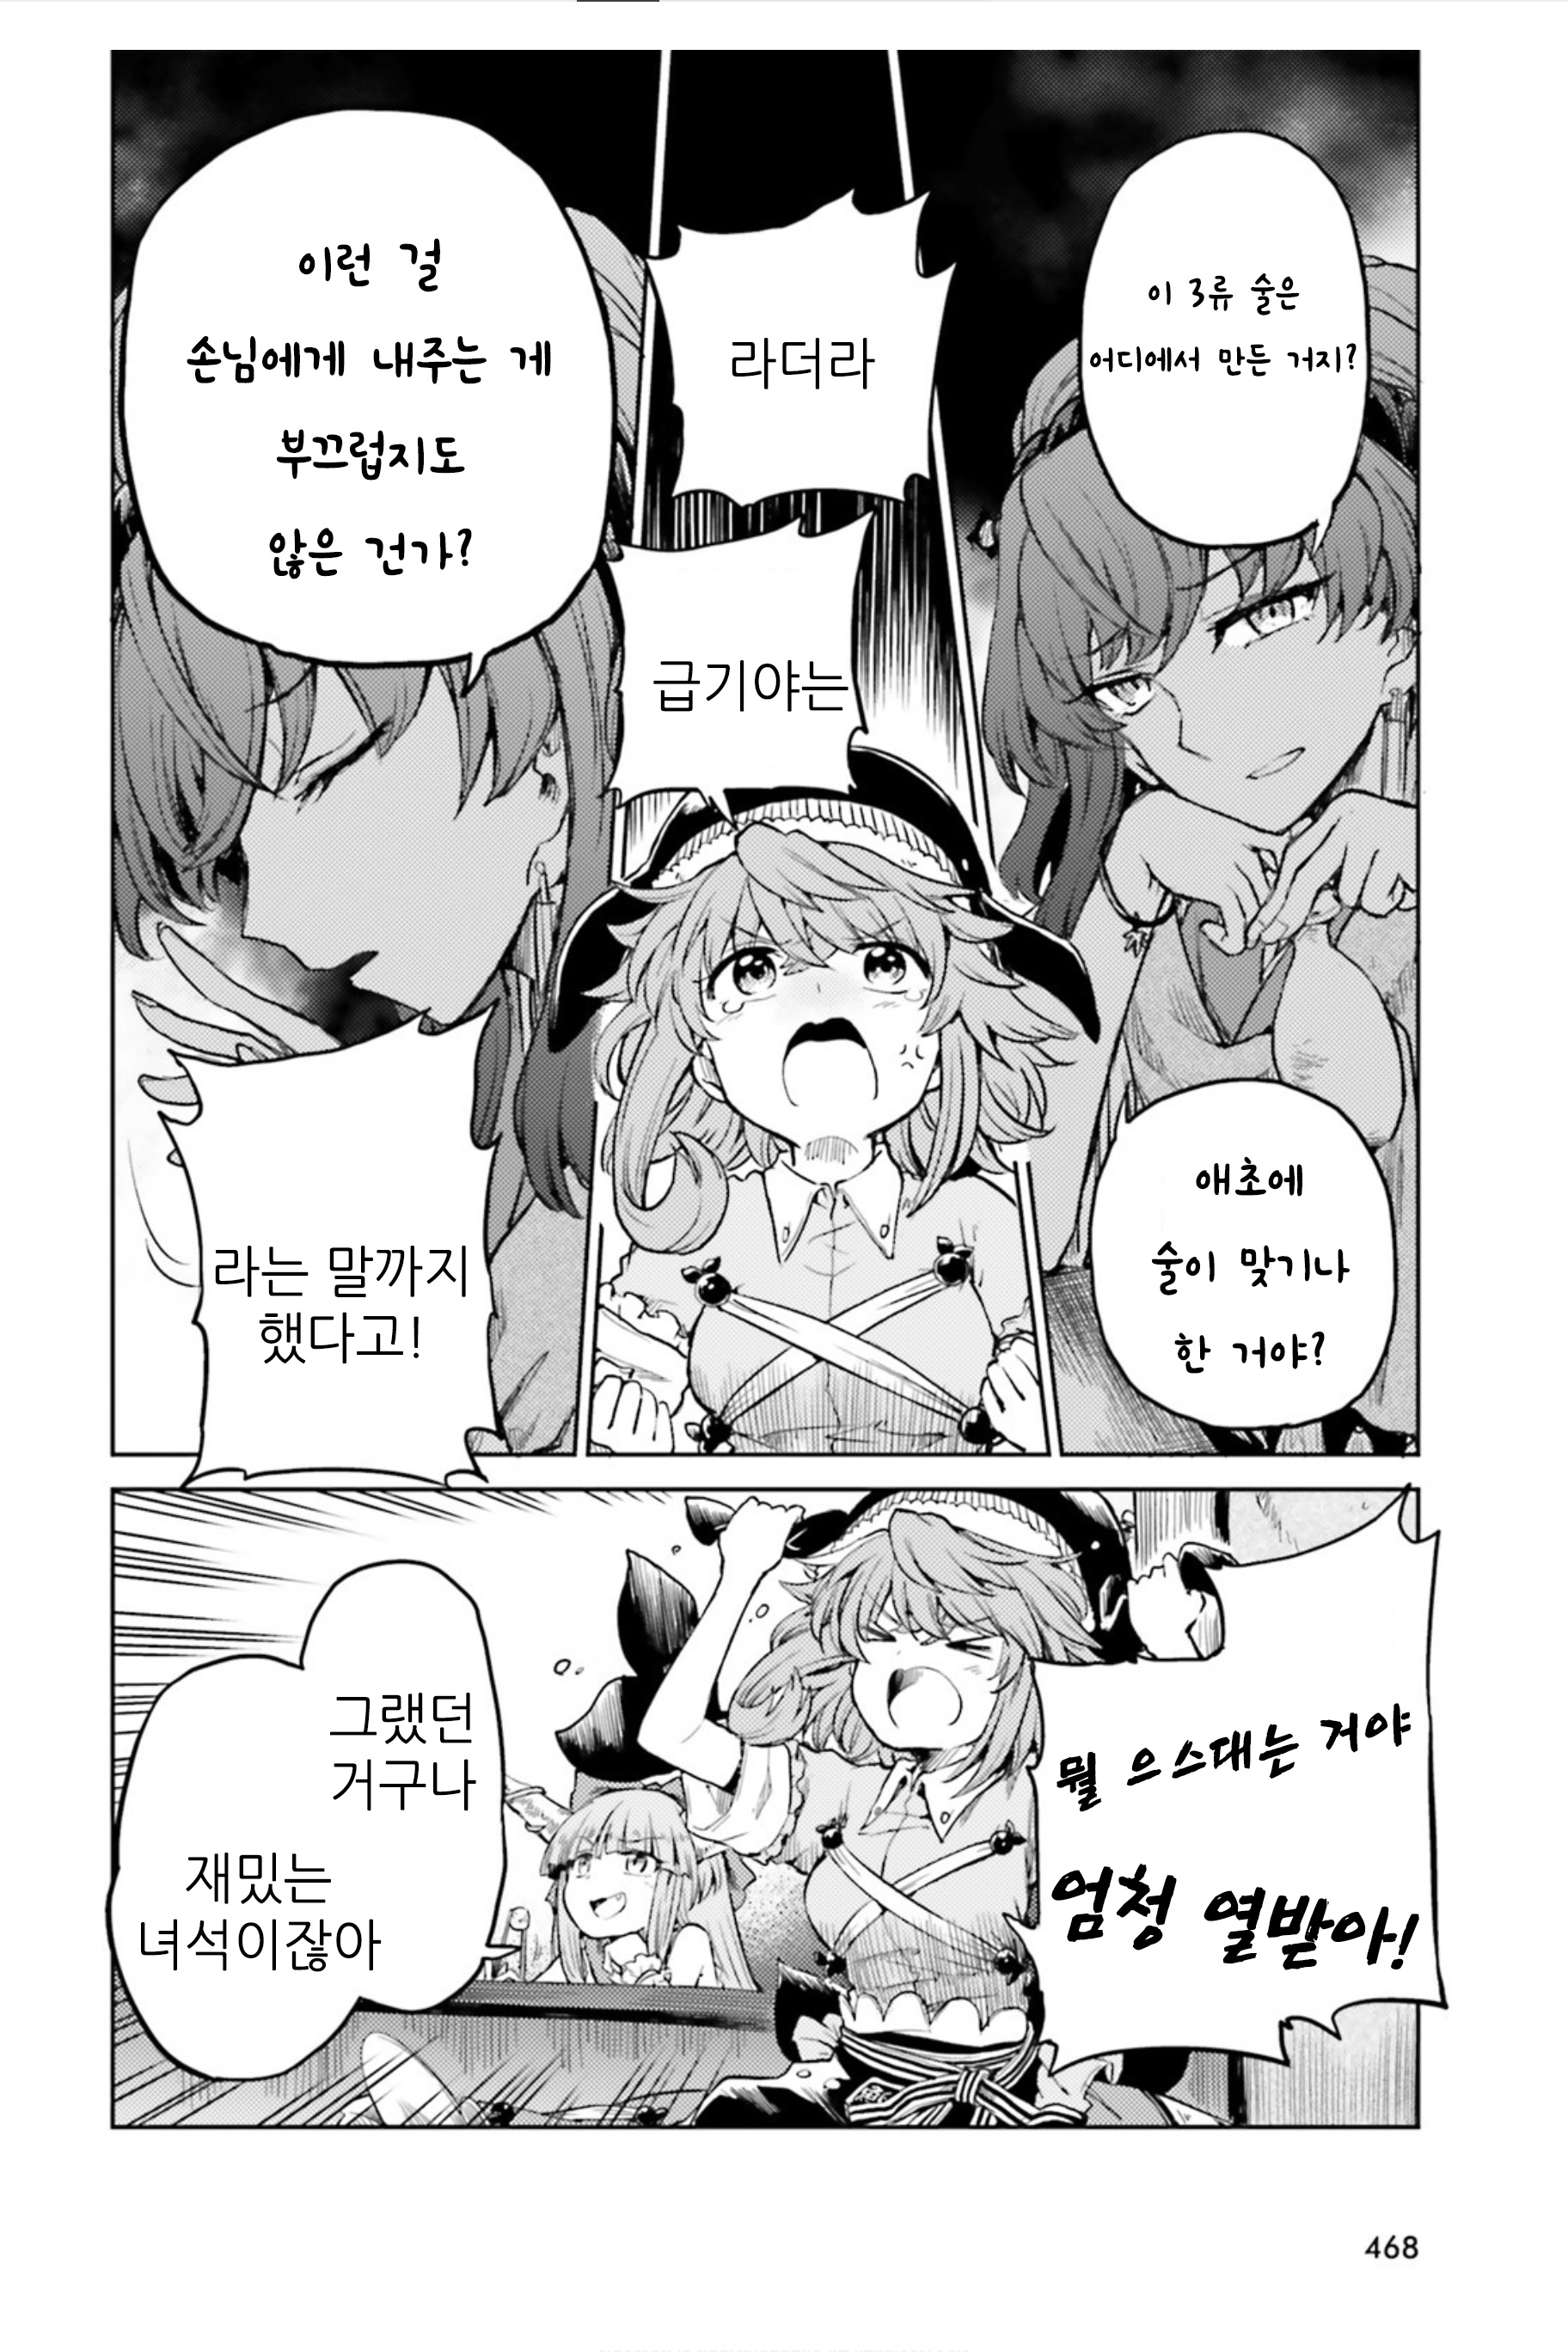 이 3류 술은
어디에서 만든 거지?
애초에
술이 맞기나
한 거야?
라더라
급기야는
이런 걸
손님에게 내주는 게
부끄럽지도
않은 건가?
라는 말까지
했다고!
뭘 으스대는 거야
엄청 열받아!
그랬던
거구나
재밌는
녀석이잖아
468